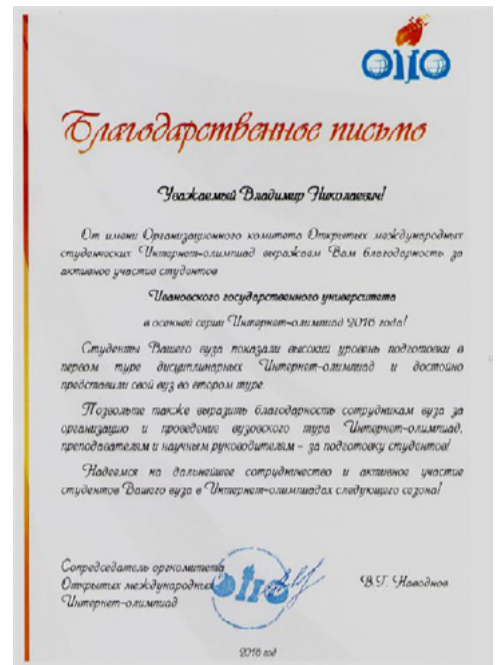 Благодарственное письмо
Уважаемый Владимир Николаевич!
От имени Организационного комитета Открытых международных
студенческих Интернет-олимпиад выражаем Вам благодарность за
активное участие студентов
Ивановского государственного университета
в осенней серии Интернет-олимпиад 2016 года!
Студенты Вашего вуза показали высокий уровень подготовки в
первом туре дисциплинарных Интернет-олимпиад и достойно
представили свой вуз во втором туре.
Позвольте также выразить благодарность сотрудникам вуза за
организацию и проведение вузовского тура Интернет-олимпиад,
преподавателям и научным руководителям – за подготовку студентов!
Надеемся на дальнейшее сотрудничество и активное участие
студентов Вашего вуза в Интернет-олимпиадах следующего сезона!
Сопредседатель оргкомитета
Открытых международных
Интернет-олимпиад
В.Г. Наводнов
2016 год